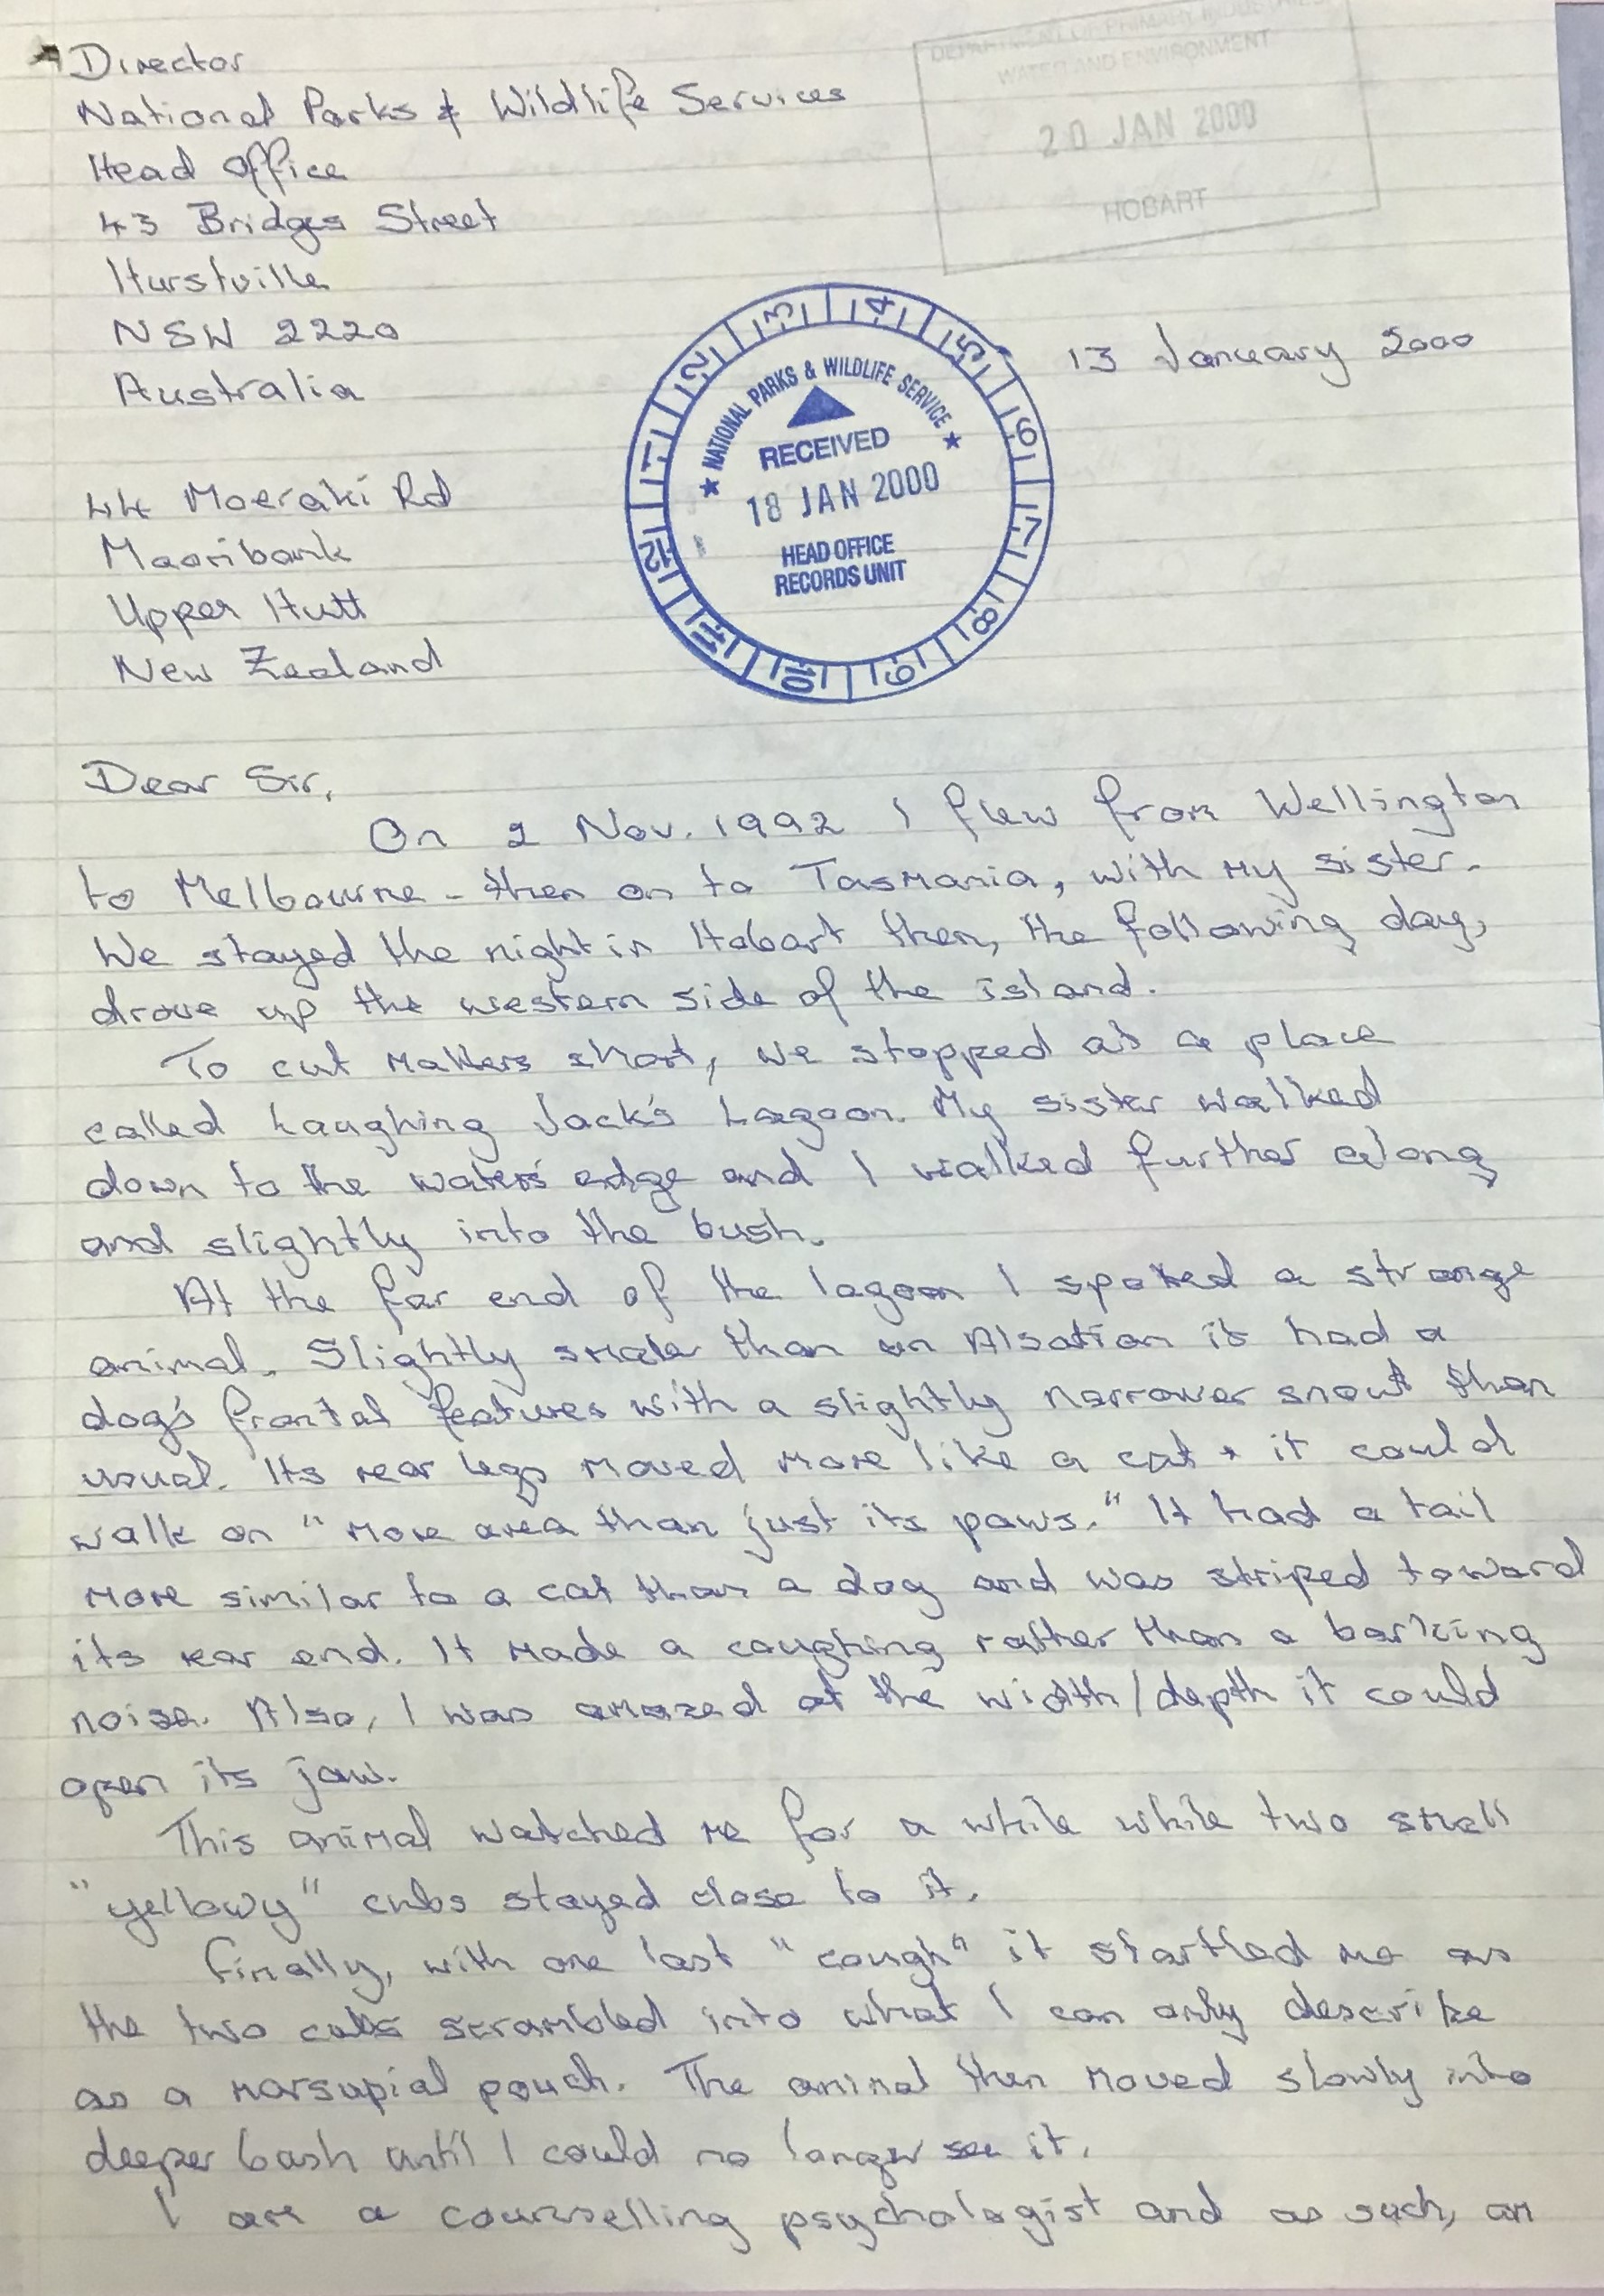 Director
National Parks & Wildlife Services
Head Office
43 Bridges Street
Hurstville
NSW 2220
Australia
DEPARTMENT OF PRIMARY INDUSTRIES
WATER AND ENVIRONMENT
20 JAN 2000
HOBART
13 January 2000
1 2 3 4 5 6 7 8 9 10 11 12
★ NATIONAL PARKS & WILDLIFE SERVICE ★
RECEIVED
18 JAN 2000
HEAD OFFICE
RECORDS UNIT
44 Moeraki Rd
Maoribank
Upper Hutt
New Zealand
Dear Sir,
On 2 Nov. 1992 I flew from Wellington
to Melbourne - then on to Tasmania, with my sister.
We stayed the night in Hobart then, the following day,
drove up the western side of the island.
To cut matters short, we stopped at a place
called Laughing Jack's Lagoon. My sister walked
down to the water's edge and I walked further along
and slightly into the bush.
At the far end of the lagoon I spotted a strange
animal. Slightly smaller than an Alsation it had a
dog's frontal features with a slightly narrower snout than
usual. Its rear legs moved more like a cat + it could
walk on "more area than just its paws." It had a tail
more similar to a cat than a dog and was striped toward
its rear end. It made a coughing rather than a barking
noise. Also, I was amazed at the width/depth it could
open its jaw.
This animal watched me for a while while two small
"yellowy" cubs stayed close to it.
Finally, with one last "cough" it startled me as
the two cubs scrambled into what I can only describe
as a marsupial pouch. The animal then moved slowly into
deeper bush until I could no longer see it.
I am a counselling psychologist and as such, an